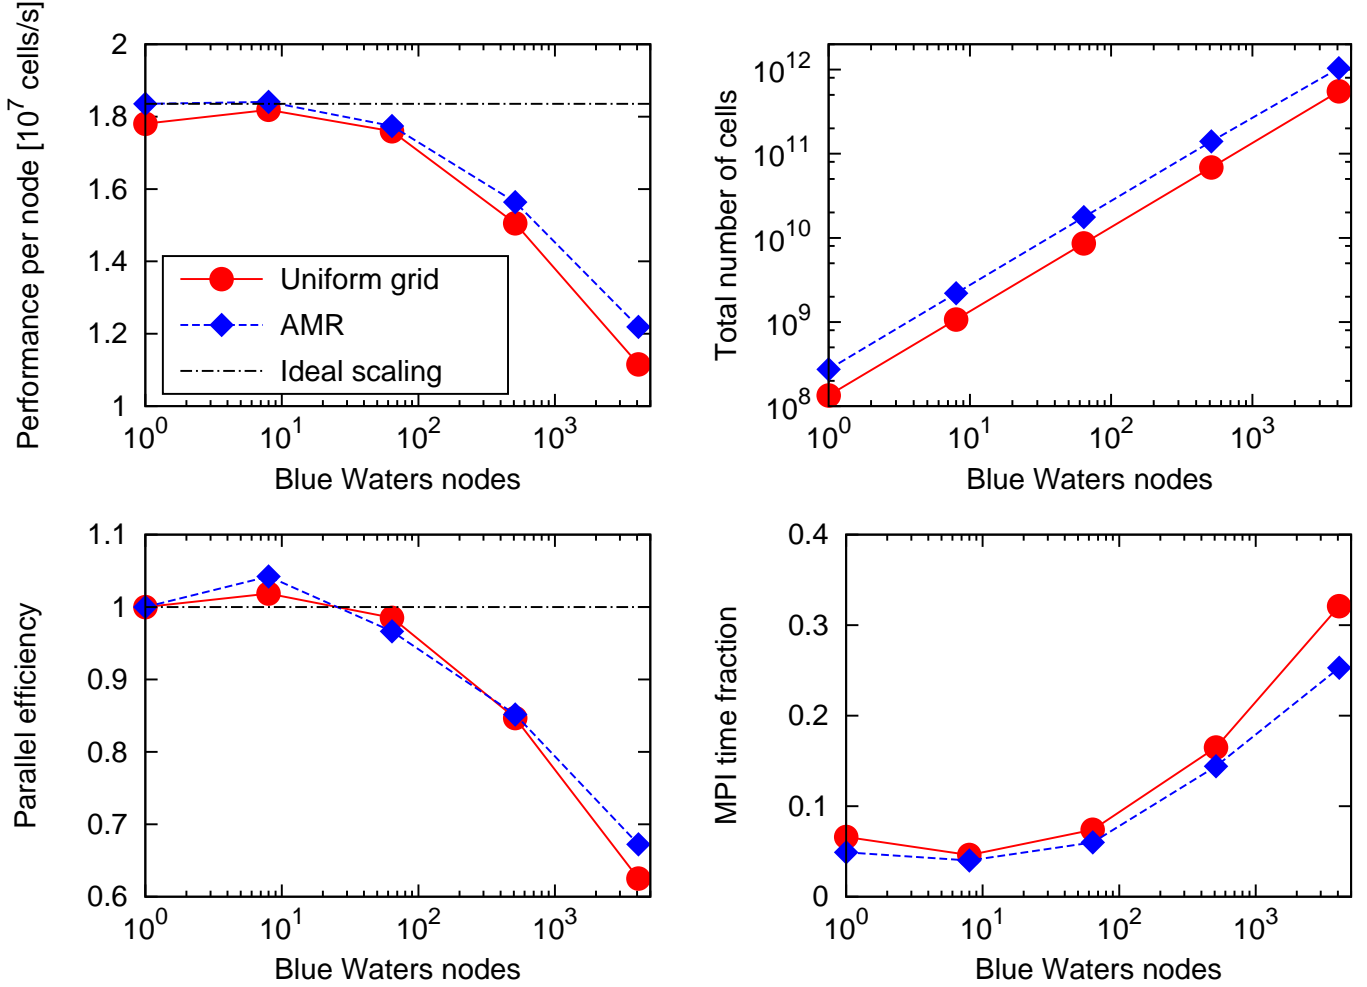 Performance per node [10^7 cells/s]
2
1.8
1.6
1.4
1.2
1
Uniform grid
AMR
Ideal scaling
10^0 10^1 10^2 10^3
Blue Waters nodes
Total number of cells
10^12
10^11
10^10
10^9
10^8
10^0 10^1 10^2 10^3
Blue Waters nodes
Parallel efficiency
1.1
1
0.9
0.8
0.7
0.6
10^0 10^1 10^2 10^3
Blue Waters nodes
MPI time fraction
0.4
0.3
0.2
0.1
0
10^0 10^1 10^2 10^3
Blue Waters nodes